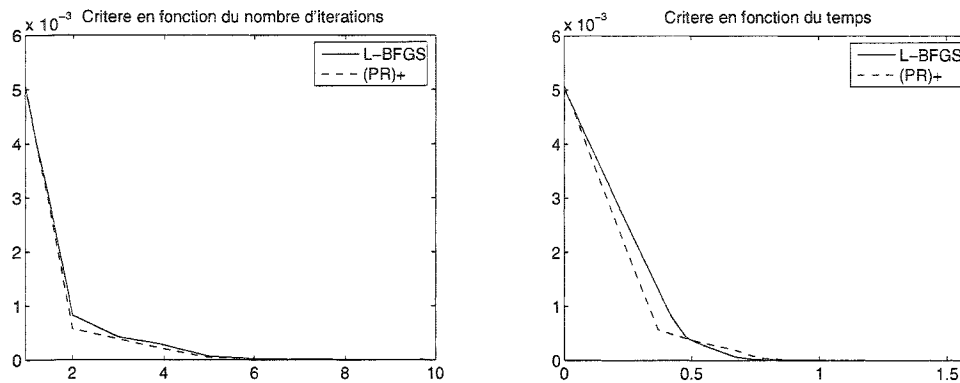 Critere en fonction du nombre d'iterations
x 10⁻³
6
5
4
3
2
1
0
2
4
6
8
10
L-BFGS
(PR)+
Critere en fonction du temps
x 10⁻³
6
5
4
3
2
1
0
0
0.5
1
1.5
L-BFGS
(PR)+